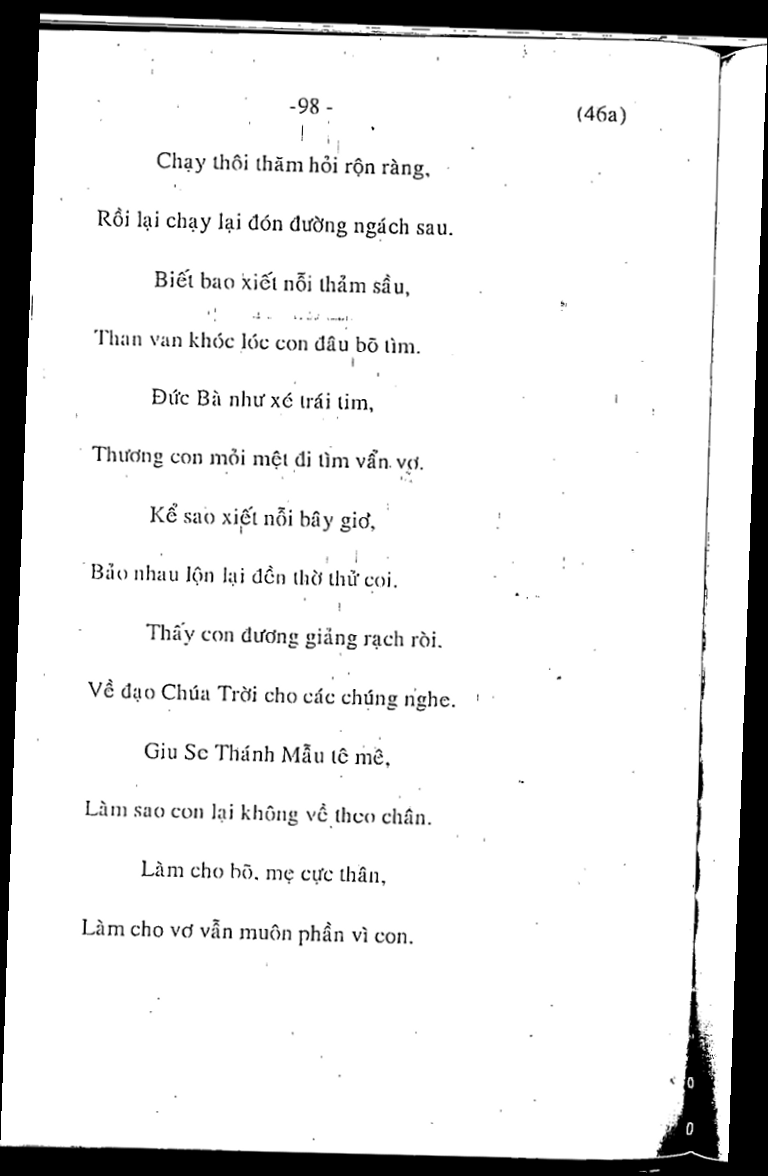 -98 - (46a)
Chạy thôi thăm hỏi rộn ràng,
Rồi lại chạy lại đón đường ngách sau.
Biết bao xiết nỗi thảm sầu,
Than van khóc lóc con đâu bõ tìm.
Đức Bà như xé trái tim,
Thương con mỏi mệt đi tìm vẩn vơ.
Kể sao xiết nỗi bây giơ,
Bảo nhau lộn lại đền thờ thử coi.
Thấy con đương giảng rạch ròi.
Về đạo Chúa Trời cho các chúng nghe.
Giu Se Thánh Mẫu tê mê,
Làm sao con lại không về theo chân.
Làm cho bõ. mẹ cực thân,
Làm cho vơ vẫn muôn phần vì con.